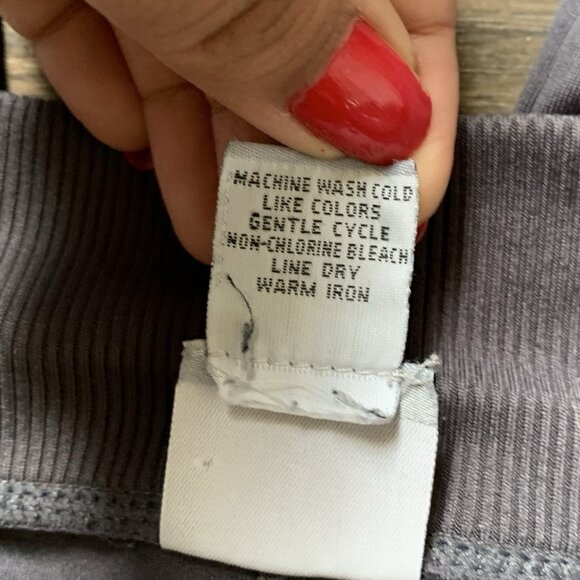 MACHINE WASH COLD
LIKE COLORS
GENTLE CYCLE
NON-CHLORINE BLEACH
LINE DRY
WARM IRON